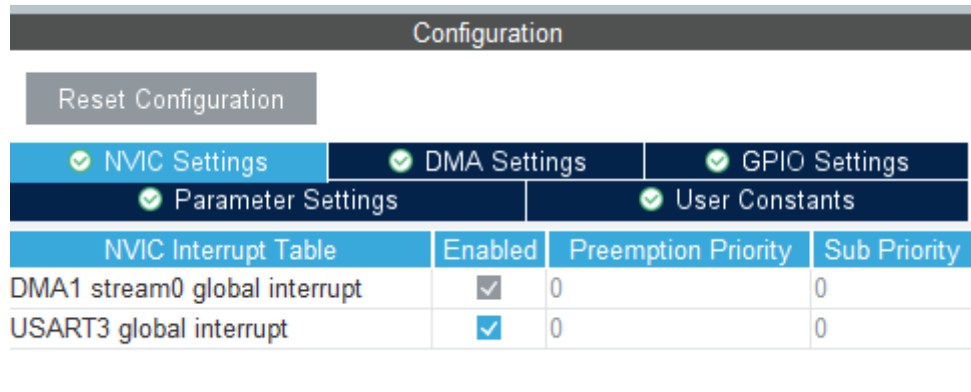 Configuration
Reset Configuration
NVIC Settings DMA Settings GPIO Settings
Parameter Settings User Constants
NVIC Interrupt Table Enabled Preemption Priority Sub Priority
DMA1 stream0 global interrupt 0 0
USART3 global interrupt 0 0